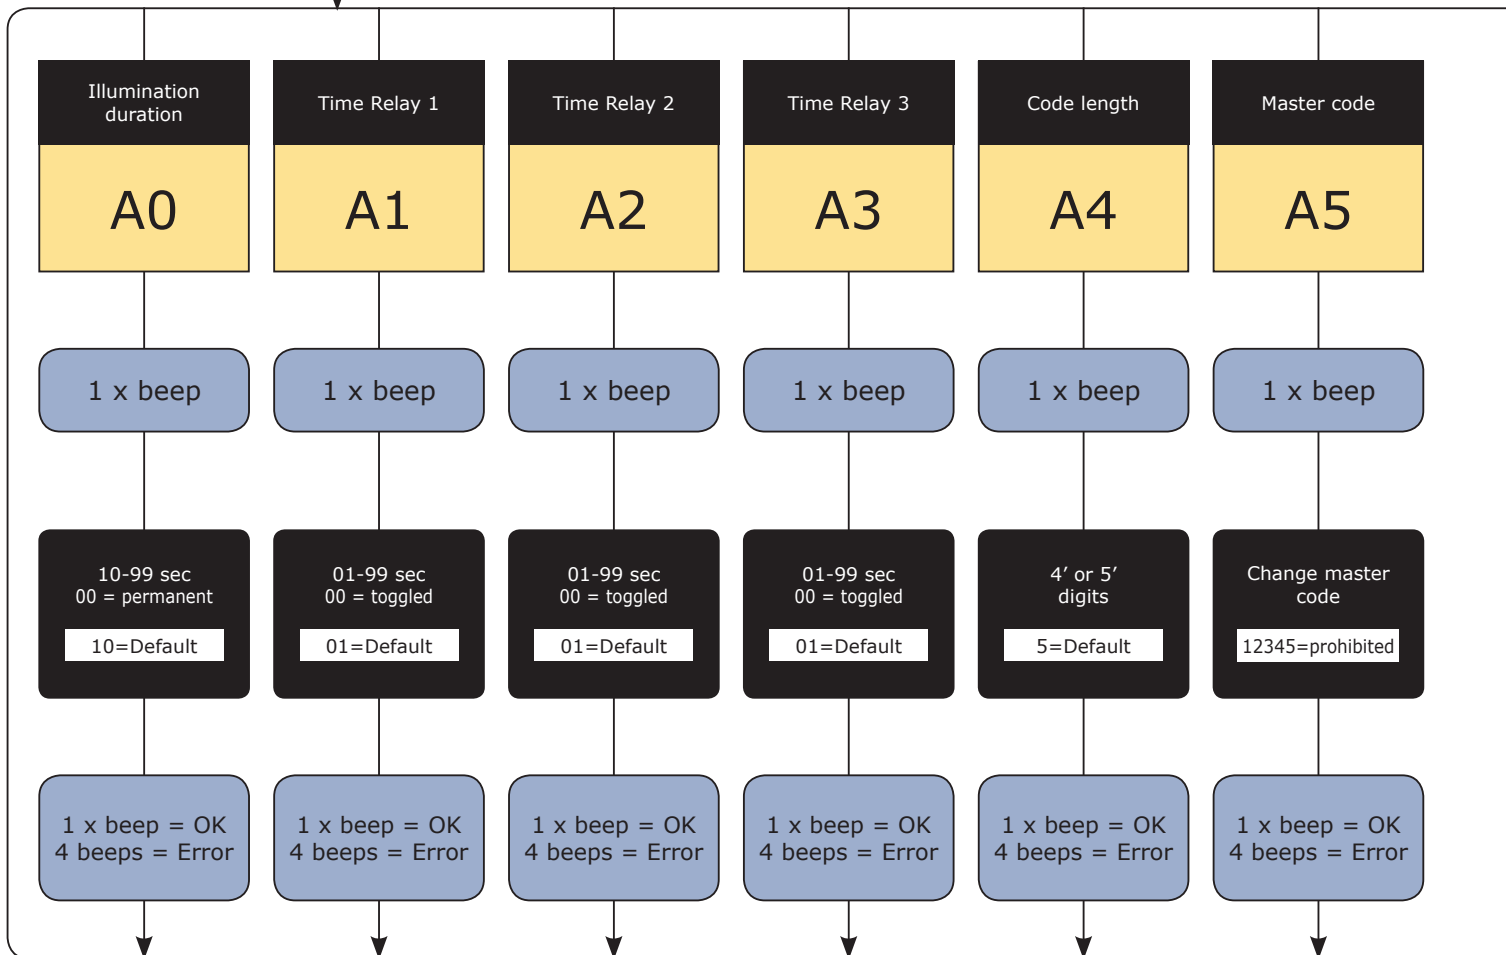 Illumination
duration
Time Relay 1
Time Relay 2
Time Relay 3
Code length
Master code
A0
A1
A2
A3
A4
A5
1 x beep
1 x beep
1 x beep
1 x beep
1 x beep
1 x beep
10-99 sec
00 = permanent
10=Default
01-99 sec
00 = toggled
01=Default
01-99 sec
00 = toggled
01=Default
01-99 sec
00 = toggled
01=Default
4’ or 5’
digits
5=Default
Change master
code
12345=prohibited
1 x beep = OK
4 beeps = Error
1 x beep = OK
4 beeps = Error
1 x beep = OK
4 beeps = Error
1 x beep = OK
4 beeps = Error
1 x beep = OK
4 beeps = Error
1 x beep = OK
4 beeps = Error